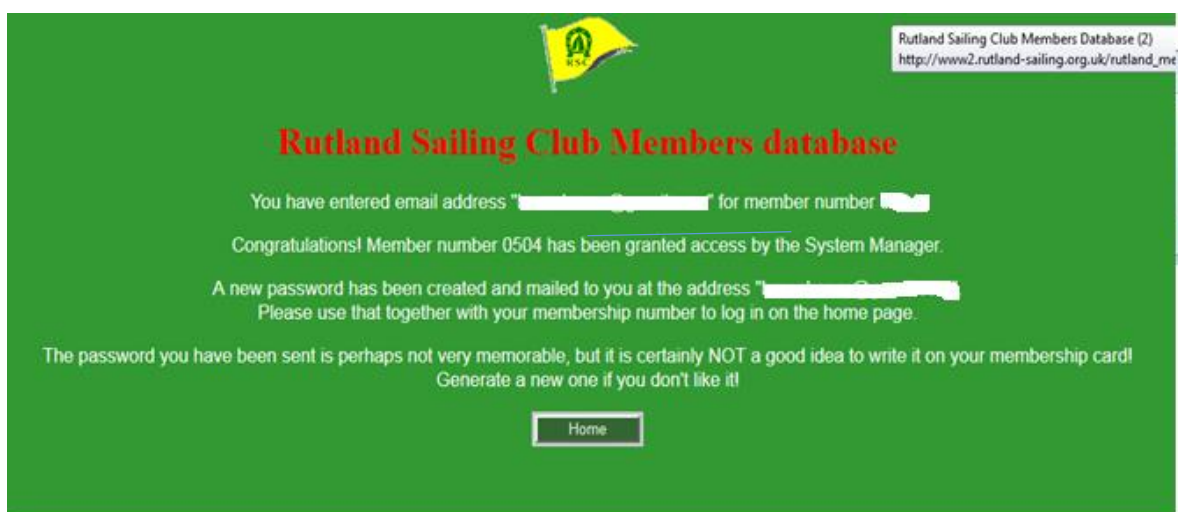 RSC
Rutland Sailing Club Members Database (2)
http://www2.rutland-sailing.org.uk/rutland_me
Rutland Sailing Club Members database
You have entered email address " " for member number
Congratulations! Member number 0504 has been granted access by the System Manager.
A new password has been created and mailed to you at the address "
Please use that together with your membership number to log in on the home page.
The password you have been sent is perhaps not very memorable, but it is certainly NOT a good idea to write it on your membership card!
Generate a new one if you don't like it!
Home